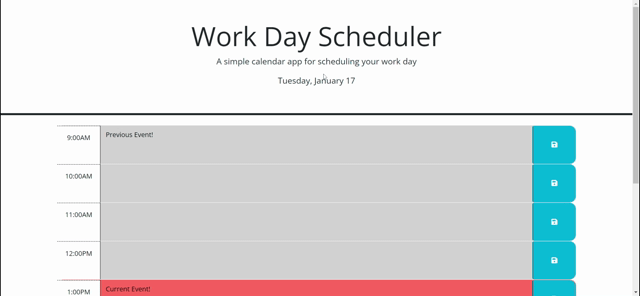 Work Day Scheduler
A simple calendar app for scheduling your work day
Tuesday, January 17
9:00AM
Previous Event!
10:00AM
11:00AM
12:00PM
1:00PM
Current Event!